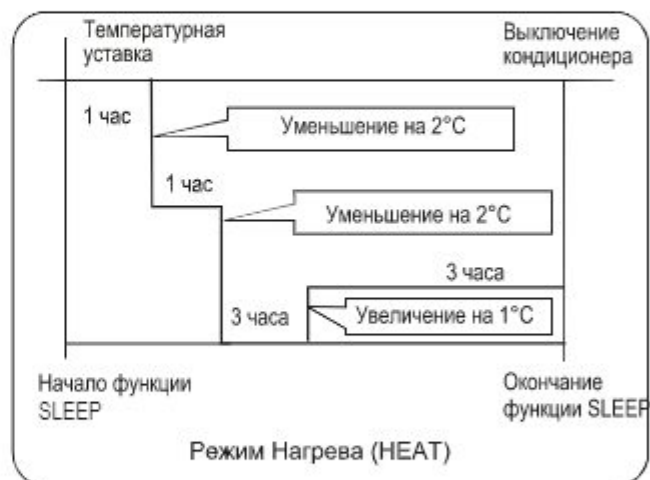 Температурная
уставка
Выключение
кондиционера
1 час
Уменьшение на 2°C
1 час
Уменьшение на 2°C
3 часа
3 часа
Увеличение на 1°C
Начало функции
SLEEP
Окончание
функции SLEEP
Режим Нагрева (HEAT)